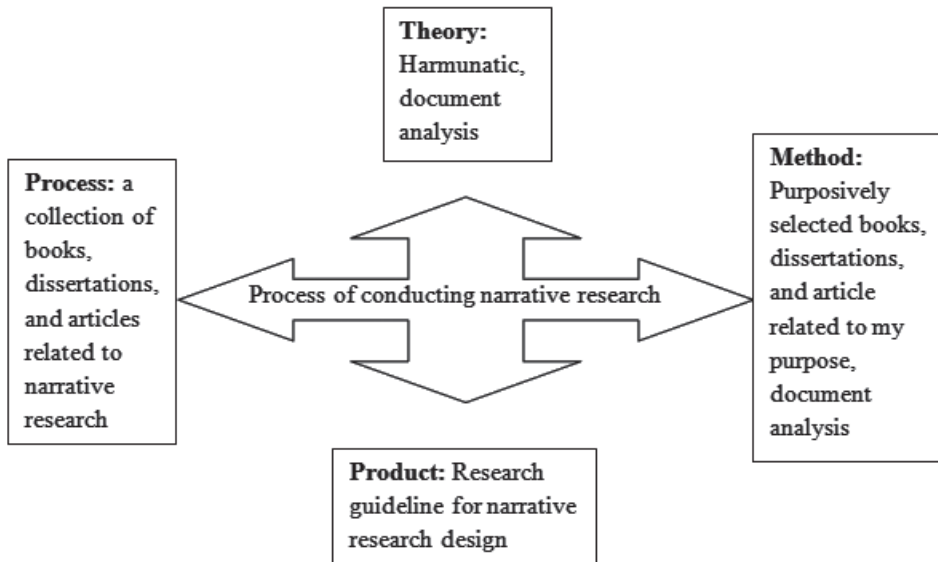 Theory:
Harmunatic,
document
analysis
Process: a
collection of
books,
dissertations,
and articles
related to
narrative
research
Process of conducting narrative research
Method:
Purposively
selected books,
dissertations,
and article
related to my
purpose,
document
analysis
Product: Research
guideline for narrative
research design